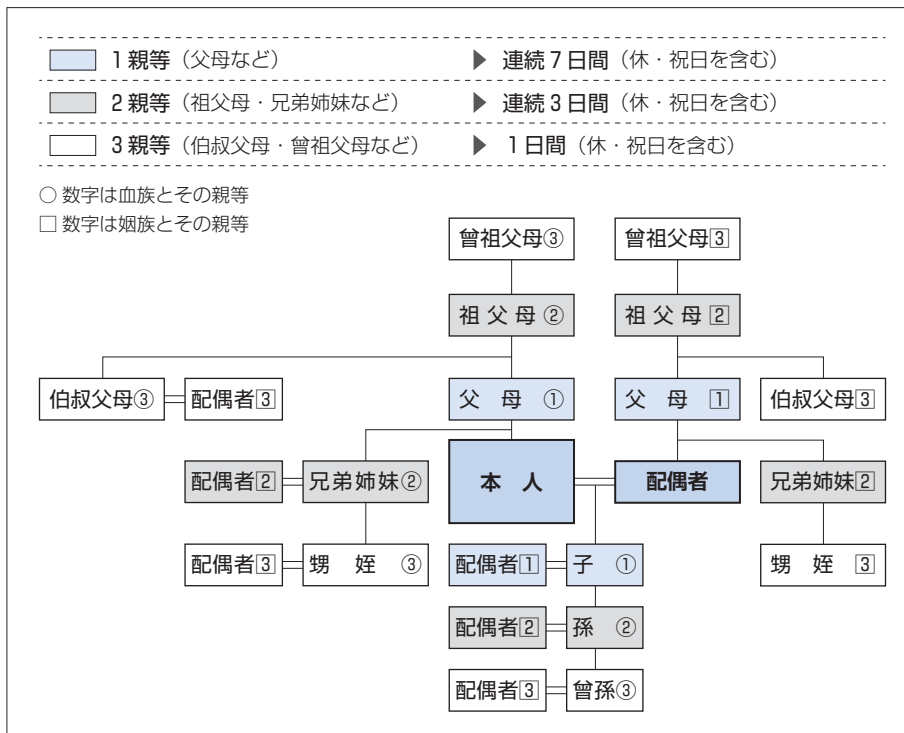 1親等（父母など） ▶ 連続7日間（休・祝日を含む）
2親等（祖父母・兄弟姉妹など） ▶ 連続3日間（休・祝日を含む）
3親等（伯叔父母・曾祖父母など） ▶ 1日間（休・祝日を含む）
○ 数字は血族とその親等
□ 数字は姻族とその親等
曾祖父母③ 曾祖父母3
祖父母② 祖父母2
伯叔父母③ 配偶者3 父母① 父母1 伯叔父母3
配偶者2 兄弟姉妹② 本人 配偶者 兄弟姉妹2
配偶者3 甥姪③ 配偶者1 子① 甥姪3
配偶者2 孫②
配偶者3 曾孫③